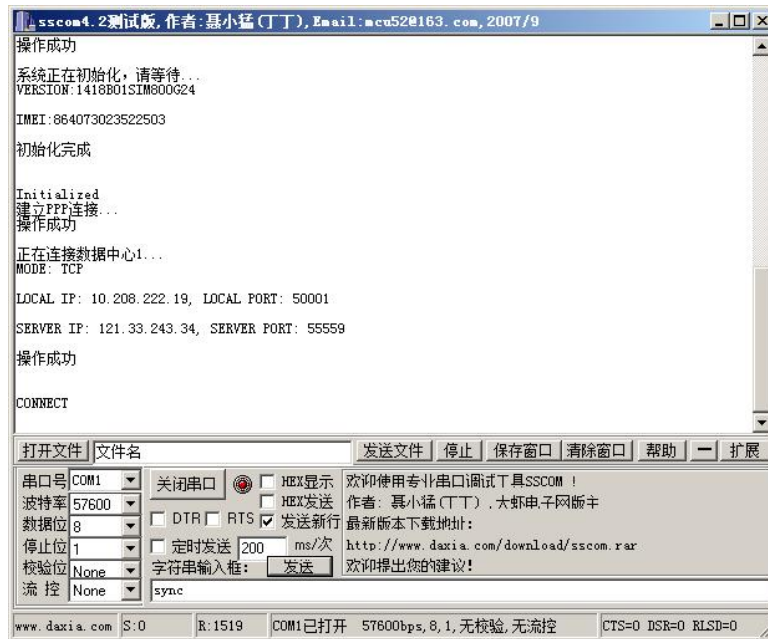 sscom4.2测试版,作者:聂小猛(丁丁),Email:mcu52@163.com,2007/9
操作成功
系统正在初始化，请等待...
VERSION:1418B01SIM800G24
IMEI:864073023522503
初始化完成
Initialized
建立PPP连接...
操作成功
正在连接数据中心1...
MODE: TCP
LOCAL IP: 10.208.222.19, LOCAL PORT: 50001
SERVER IP: 121.33.243.34, SERVER PORT: 55559
操作成功
CONNECT
打开文件 文件名 发送文件 停止 保存窗口 清除窗口 帮助 — 扩展
串口号 COM1 关闭串口 HEX显示 欢迎使用专业串口调试工具SSCOM !
波特率 57600 HEX发送 作者: 聂小猛(丁丁) ,大虾电子网版主
数据位 8 DTR RTS 发送新行 最新版本下载地址:
停止位 1 定时发送 200 ms/次 http://www.daxia.com/download/sscom.rar
校验位 None 字符串输入框: 发送 欢迎提出您的建议!
流 控 None sync
www.daxia.com S:0 R:1519 COM1已打开 57600bps,8,1,无校验,无流控 CTS=0 DSR=0 RLSD=0